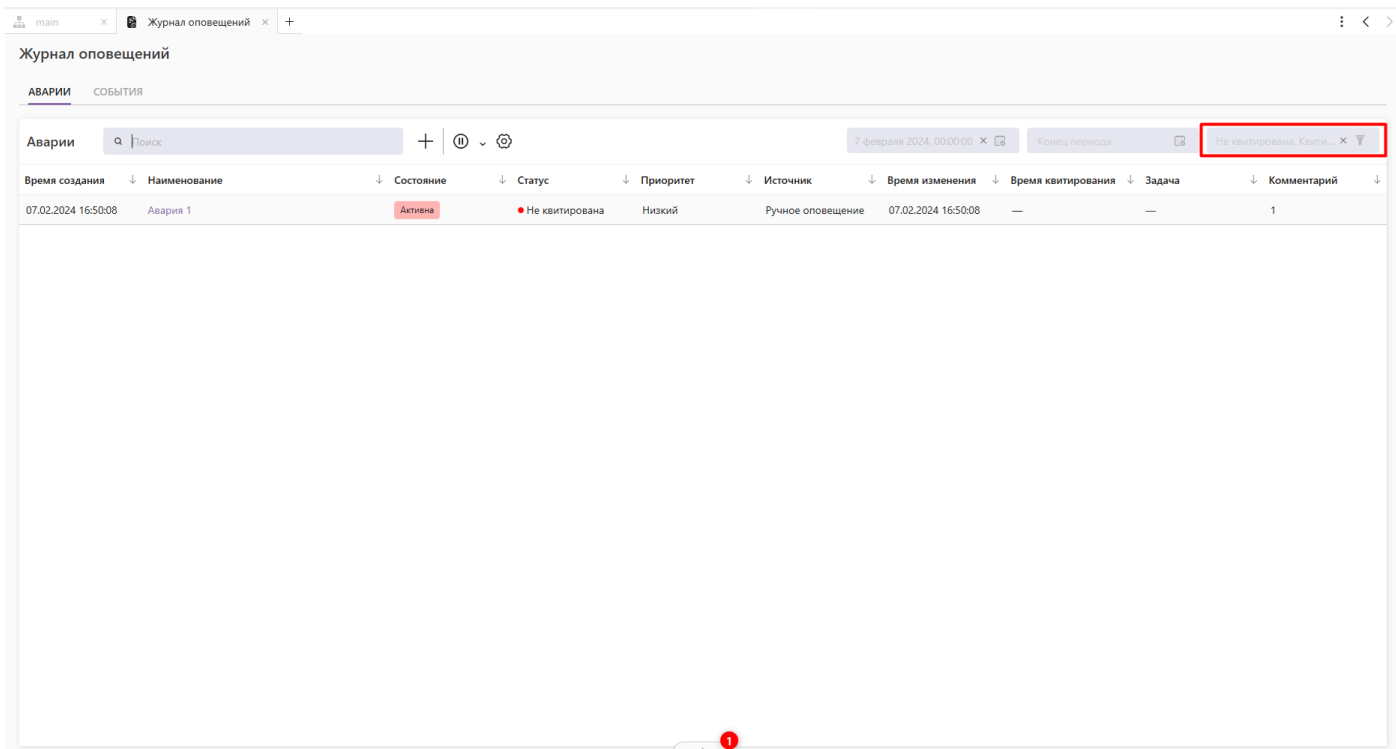 main
Журнал оповещений
Журнал оповещений
АВАРИИ СОБЫТИЯ
Аварии Поиск 7 февраля 2024, 00:00:00 Конец периода Не квитирована, Квити...
Время создания Наименование Состояние Статус Приоритет Источник Время изменения Время квитирования Задача Комментарий
07.02.2024 16:50:08 Авария 1 Активна Не квитирована Низкий Ручное оповещение 07.02.2024 16:50:08 — — 1
1